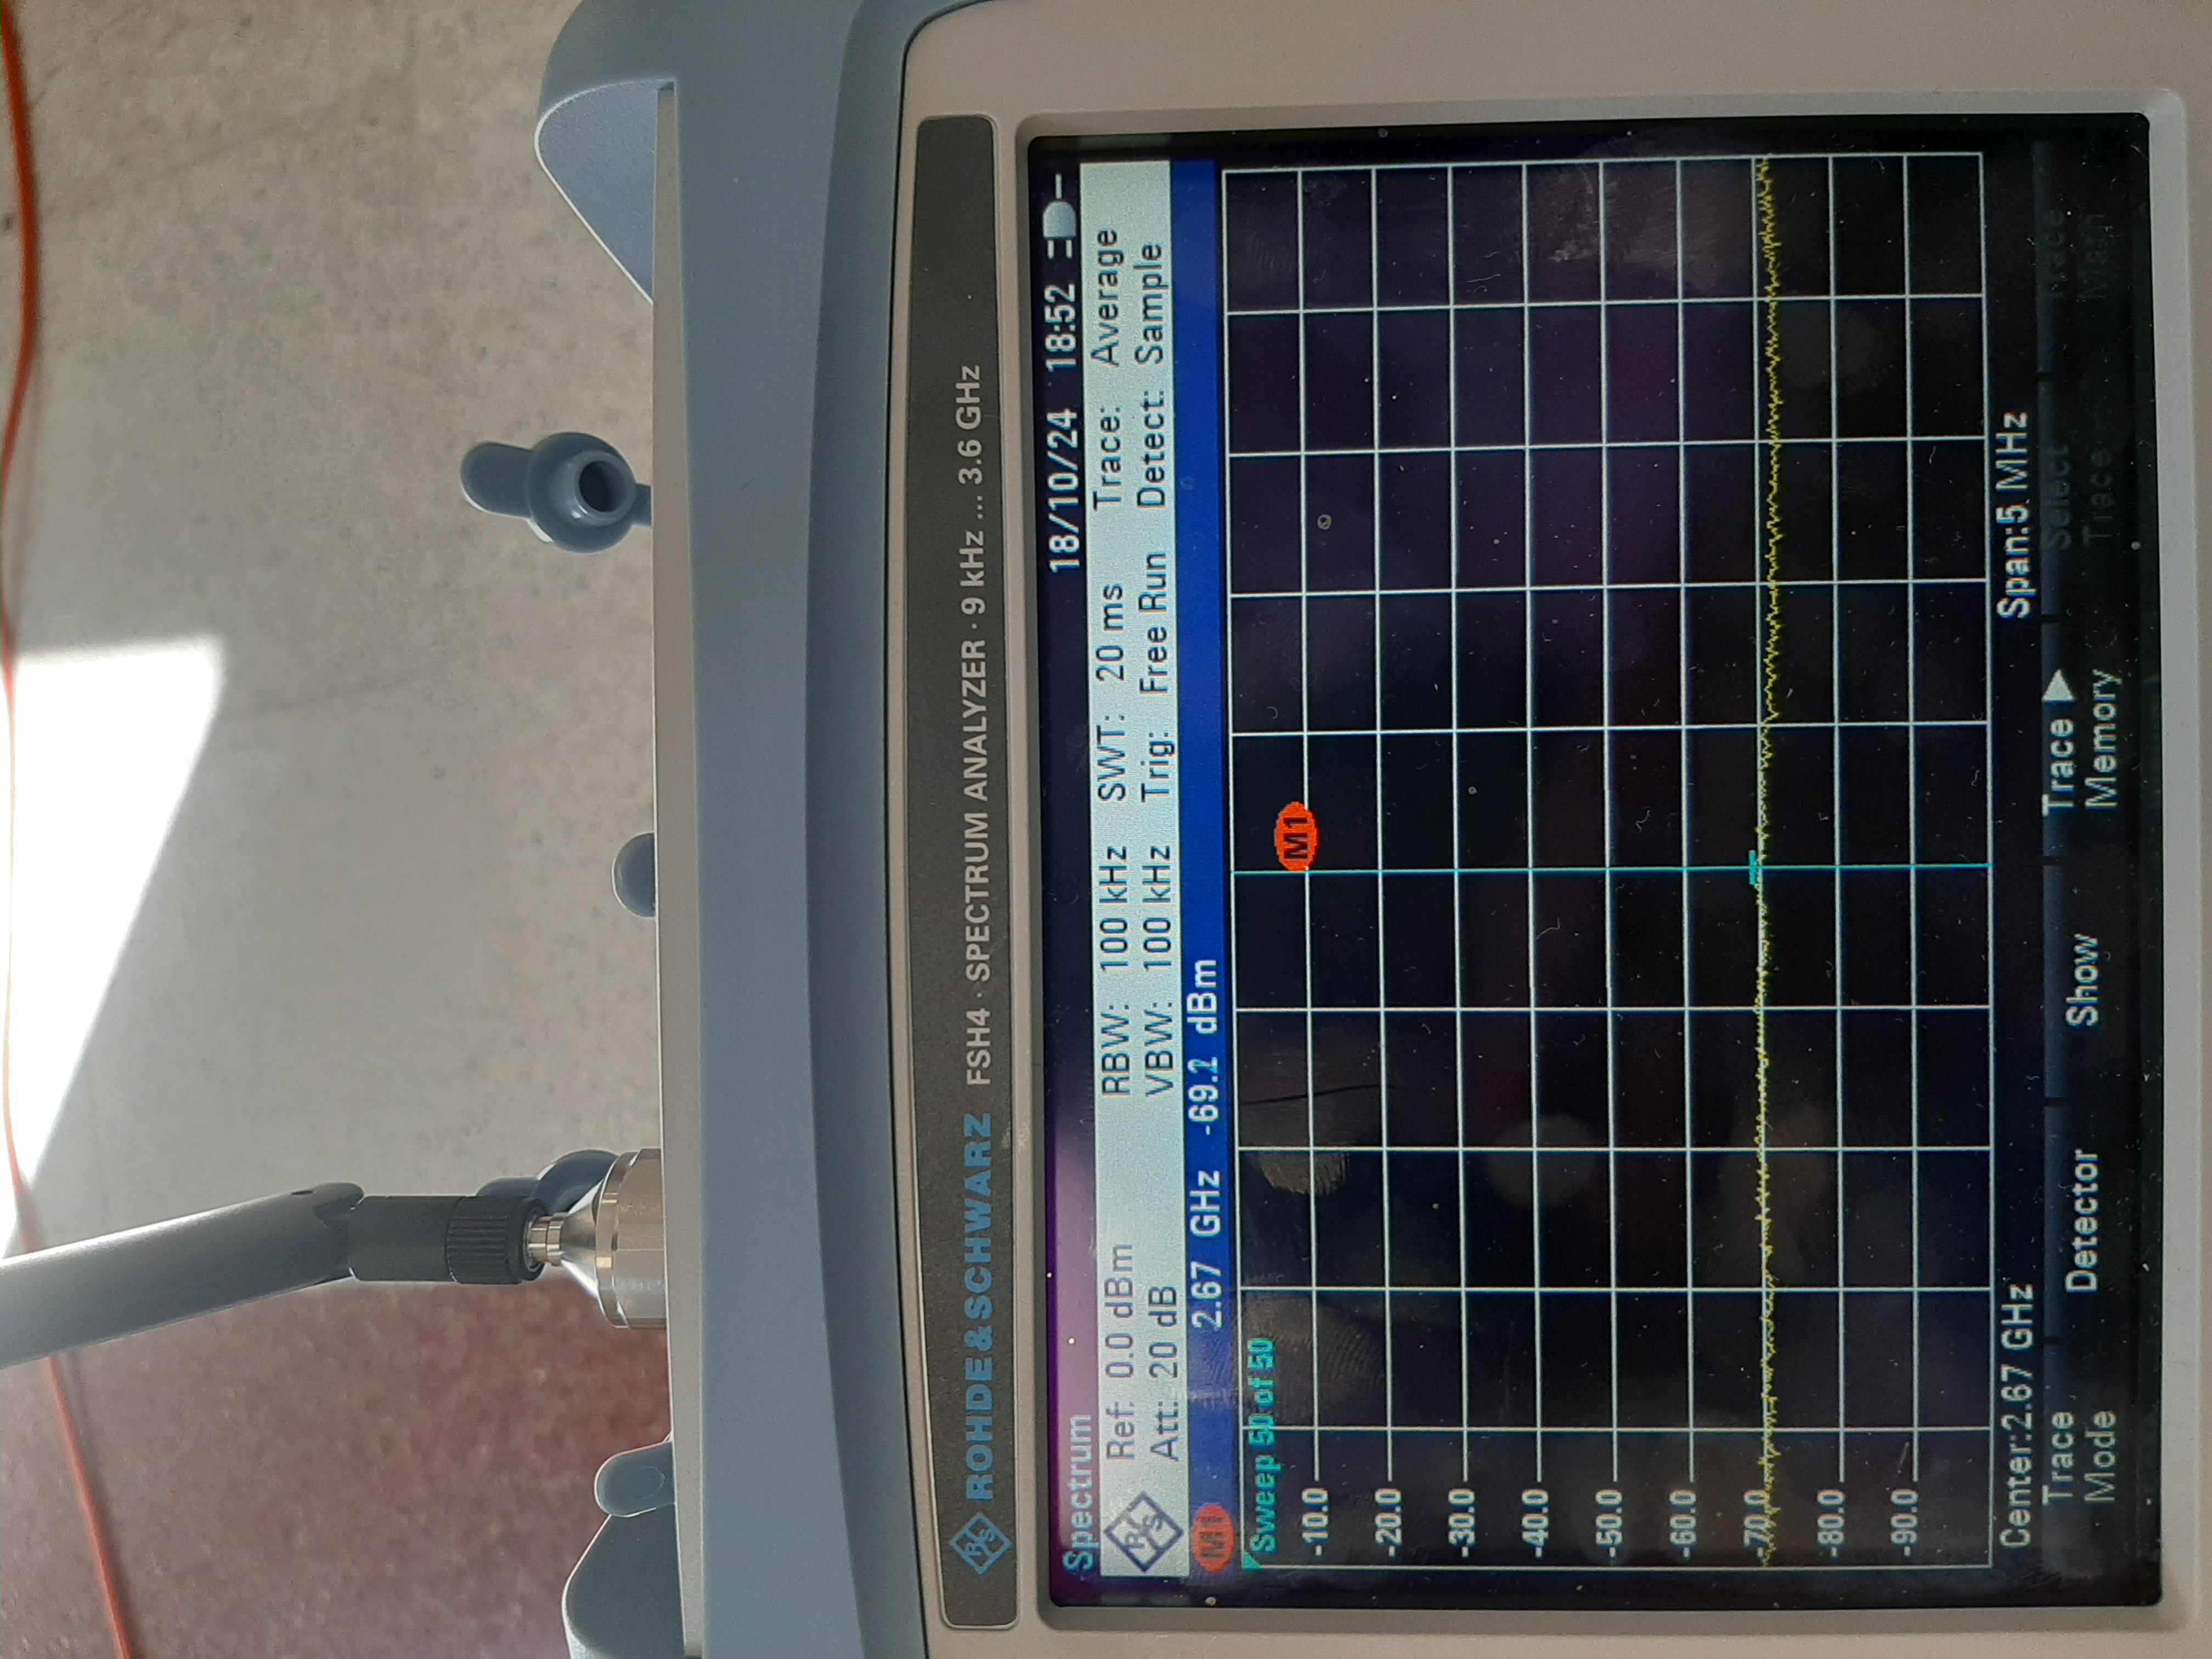 ROHDE&SCHWARZ FSH4 · SPECTRUM ANALYZER · 9 kHz ... 3.6 GHz
Spectrum 18/10/24 18:52
Ref: 0.0 dBm RBW: 100 kHz SWT: 20 ms Trace: Average
Att: 20 dB VBW: 100 kHz Trig: Free Run Detect: Sample
M1 2.67 GHz -69.2 dBm
Sweep 50 of 50
M1
-10.0
-20.0
-30.0
-40.0
-50.0
-60.0
-70.0
-80.0
-90.0
Center:2.67 GHz Span:5 MHz
Trace Mode
Detector
Show
Trace ▶ Memory
Select Trace
Trace Math